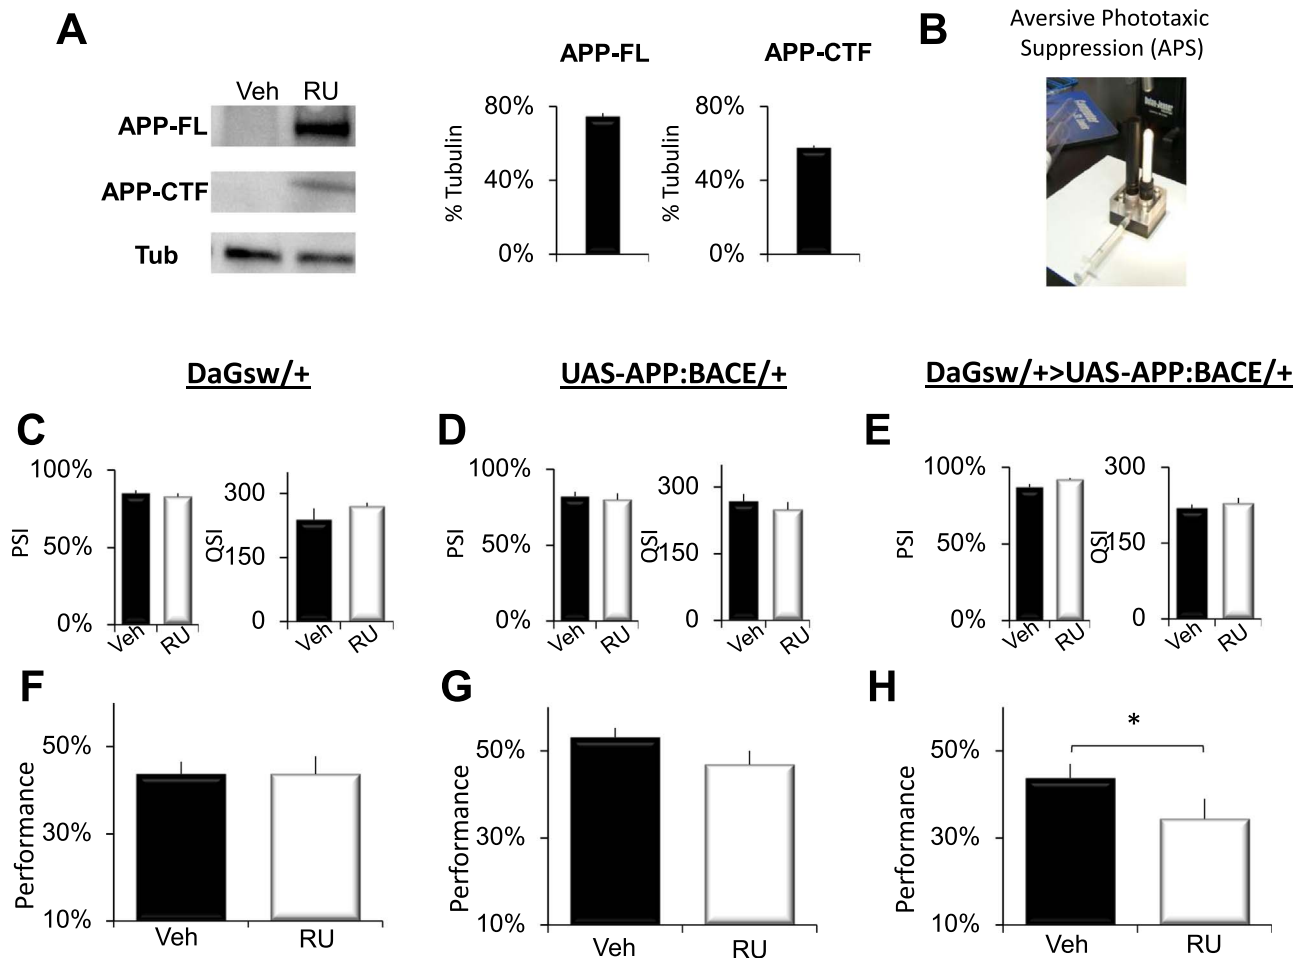 A
B
Aversive Phototaxic
Suppression (APS)
Veh RU
APP-FL
APP-CTF
Tub
APP-FL
80%
40%
0%
% Tubulin
APP-CTF
80%
40%
0%
% Tubulin
DaGsw/+
UAS-APP:BACE/+
DaGsw/+>UAS-APP:BACE/+
C
100%
50%
0%
PSI
Veh RU
300
150
0
QSI
Veh RU
D
100%
50%
0%
PSI
Veh RU
300
150
0
QSI
Veh RU
E
100%
50%
0%
PSI
Veh RU
300
150
0
QSI
Veh RU
F
50%
30%
10%
Performance
Veh RU
G
50%
30%
10%
Performance
Veh RU
H
*
50%
30%
10%
Performance
Veh RU